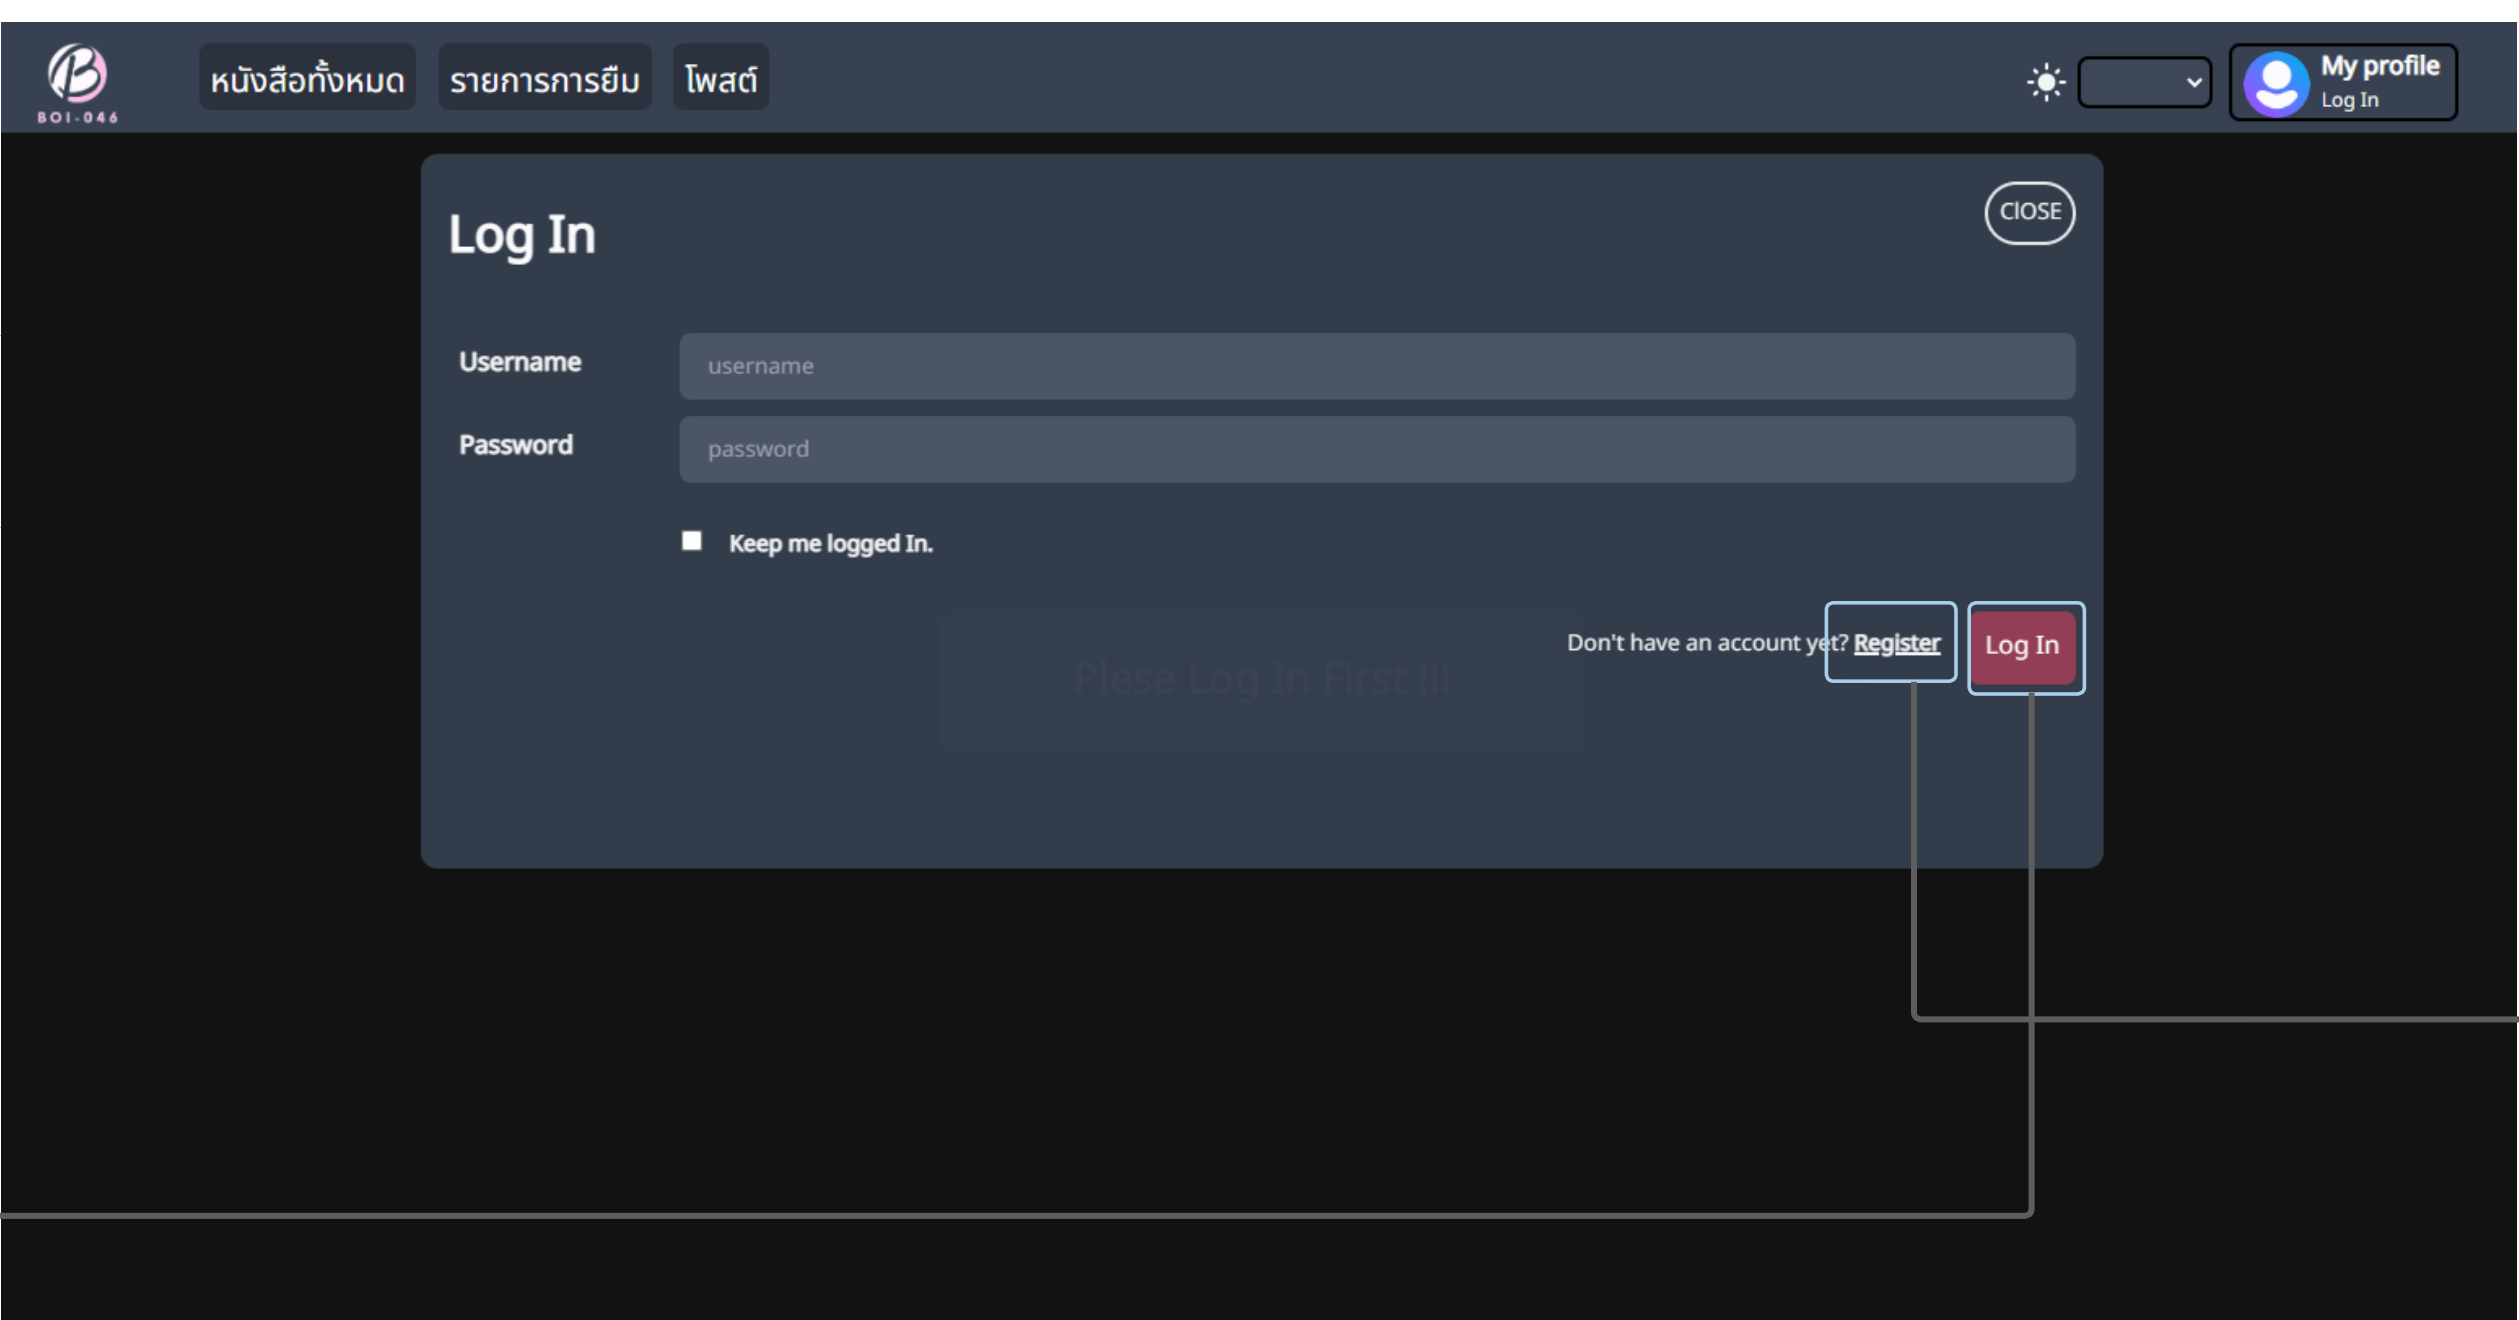 BOI-046
หนังสือทั้งหมด รายการการยืม โพสต์
My profile
Log In
ClOSE
Log In
Username username
Password password
Keep me logged In.
Don't have an account yet? Register Log In
Plese Log In First !!!